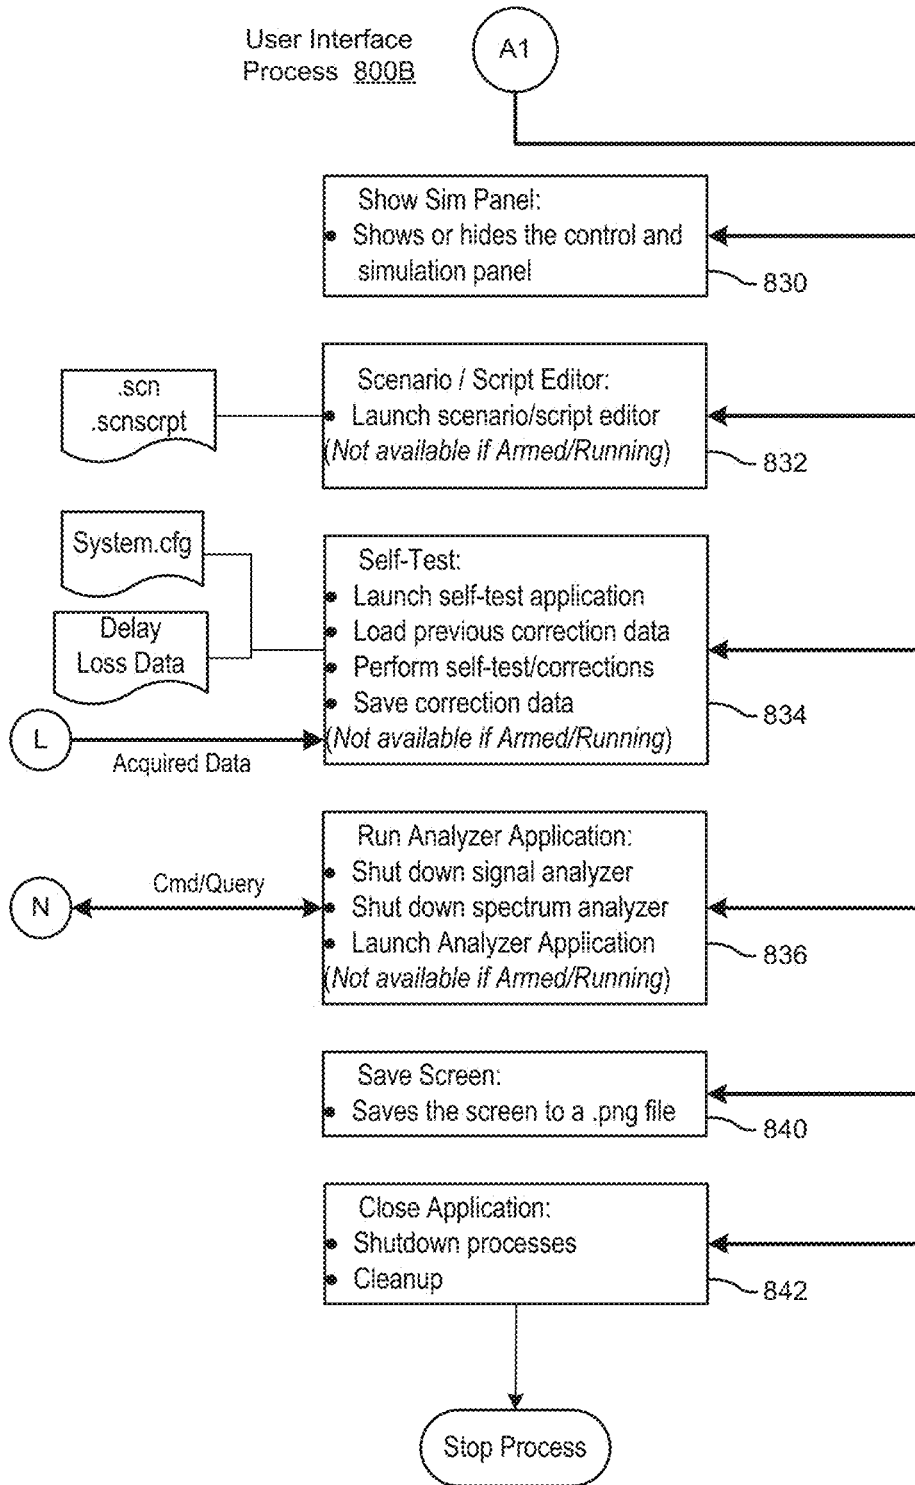 User Interface
Process 800B
A1
Show Sim Panel:
• Shows or hides the control and
simulation panel
830
.scn
.scnscrpt
Scenario / Script Editor:
• Launch scenario/script editor
(Not available if Armed/Running)
832
System.cfg
Delay
Loss Data
Self-Test:
• Launch self-test application
• Load previous correction data
• Perform self-test/corrections
• Save correction data
(Not available if Armed/Running)
834
L
Acquired Data
Run Analyzer Application:
• Shut down signal analyzer
• Shut down spectrum analyzer
• Launch Analyzer Application
(Not available if Armed/Running)
836
N
Cmd/Query
Save Screen:
• Saves the screen to a .png file
840
Close Application:
• Shutdown processes
• Cleanup
842
Stop Process